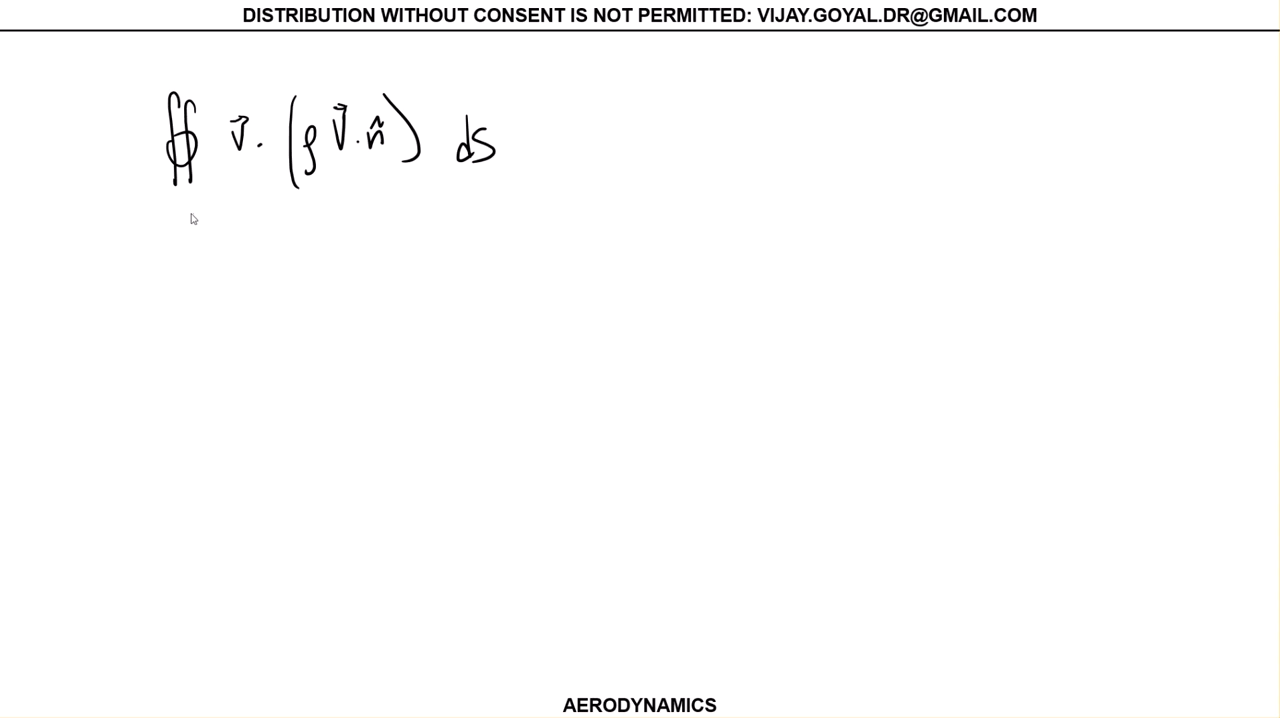 DISTRIBUTION WITHOUT CONSENT IS NOT PERMITTED: VIJAY.GOYAL.DR@GMAIL.COM
∯ V⃗ · (ρ V⃗ · n̂) dS
AERODYNAMICS